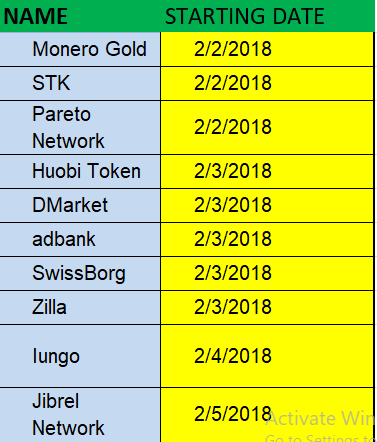 NAME STARTING DATE
Monero Gold 2/2/2018
STK 2/2/2018
Pareto
Network 2/2/2018
Huobi Token 2/3/2018
DMarket 2/3/2018
adbank 2/3/2018
SwissBorg 2/3/2018
Zilla 2/3/2018
Iungo 2/4/2018
Jibrel
Network 2/5/2018
Activate Win
Go to Settings t